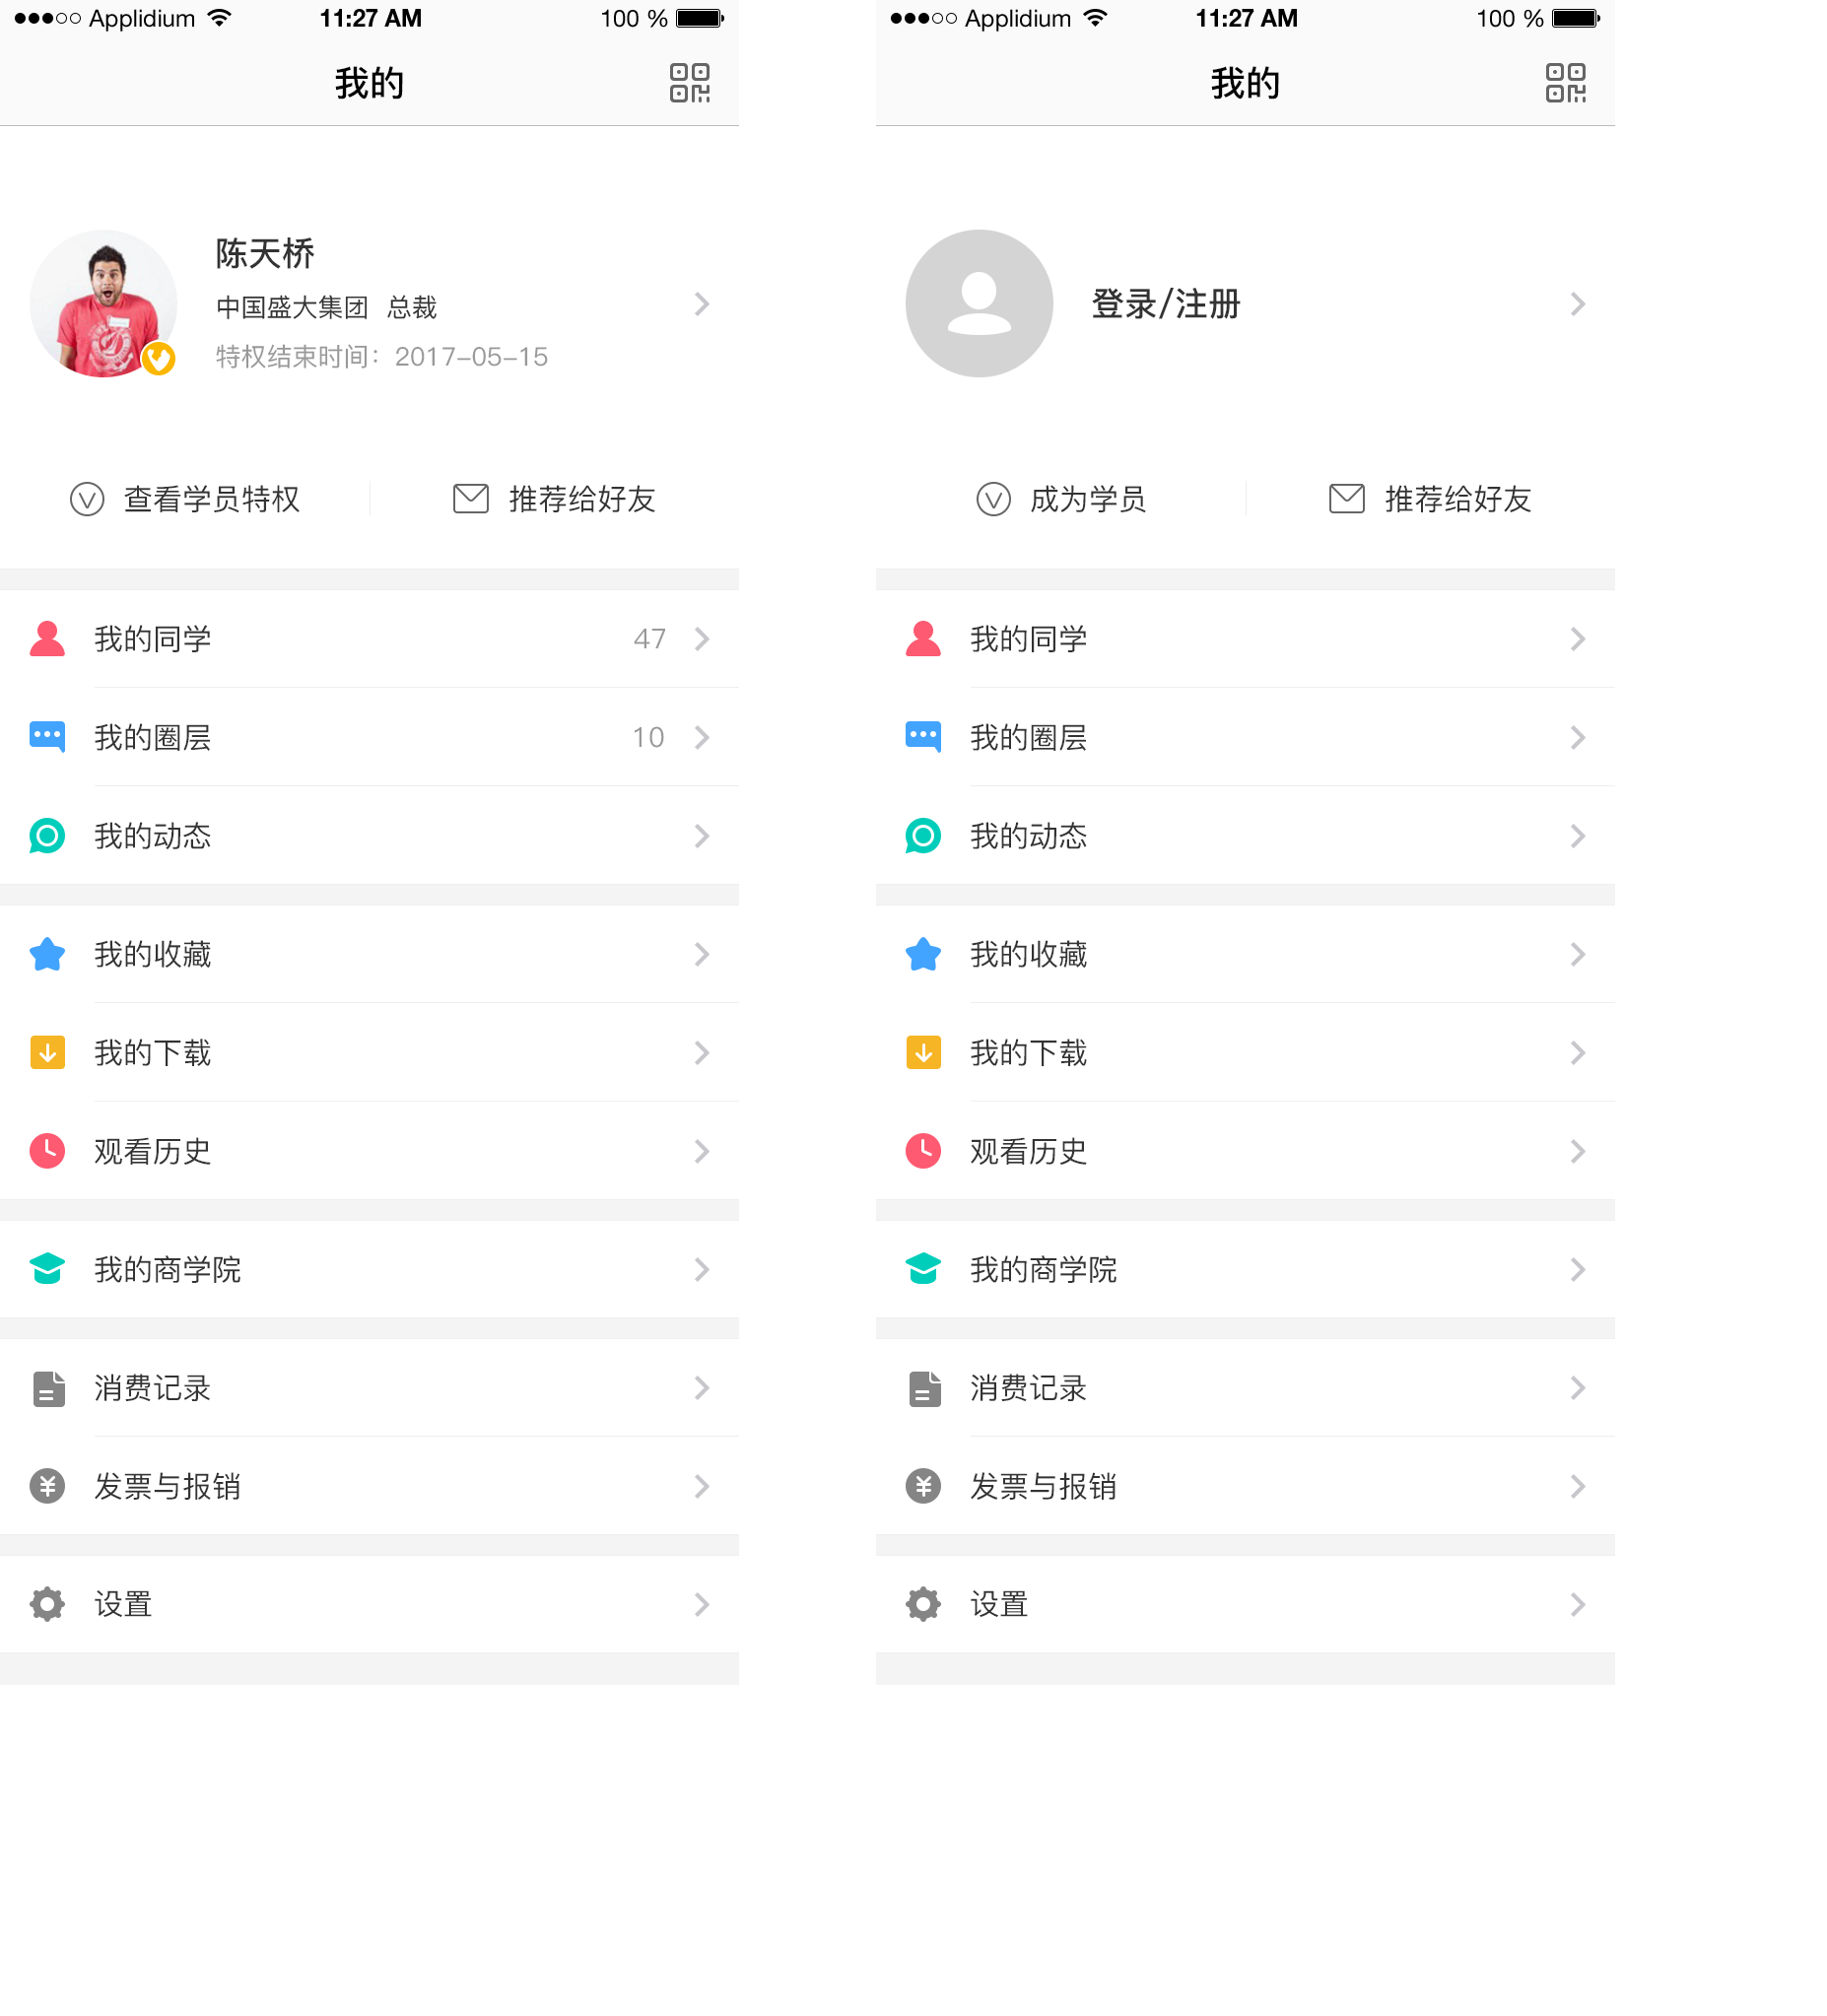 Applidium 11:27 AM 100 %
我的
陈天桥
中国盛大集团 总裁
特权结束时间：2017-05-15
查看学员特权
推荐给好友
我的同学 47
我的圈层 10
我的动态
我的收藏
我的下载
观看历史
我的商学院
消费记录
发票与报销
设置
Applidium 11:27 AM 100 %
我的
登录/注册
成为学员
推荐给好友
我的同学
我的圈层
我的动态
我的收藏
我的下载
观看历史
我的商学院
消费记录
发票与报销
设置